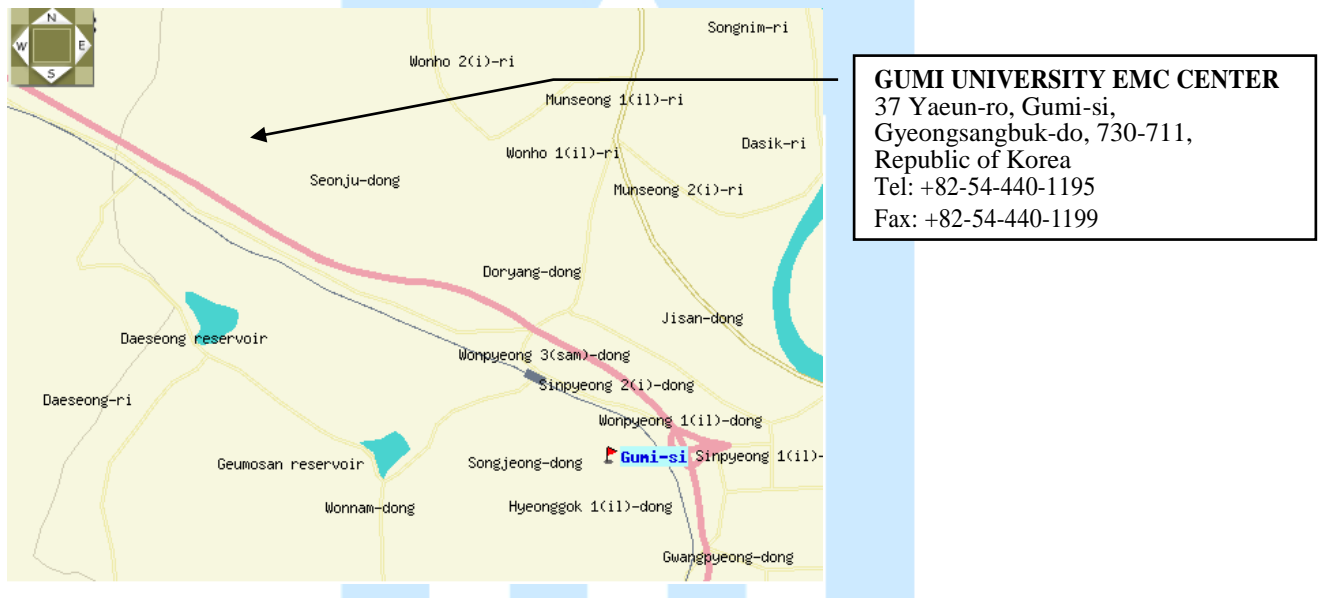 N
W
E
S
Songnim-ri
Wonho 2(i)-ri
Munseong 1(il)-ri
Dasik-ri
Wonho 1(il)-ri
Seonju-dong
Munseong 2(i)-ri
Doryang-dong
Jisan-dong
Daeseong reservoir
Wonpyeong 3(sam)-dong
Sinpyeong 2(i)-dong
Daeseong-ri
Wonpyeong 1(il)-dong
Gumi-si
Sinpyeong 1(il)-
Geumosan reservoir
Songjeong-dong
Wonnam-dong
Hyeonggok 1(il)-dong
Gwangpyeong-dong
GUMI UNIVERSITY EMC CENTER
37 Yaeun-ro, Gumi-si,
Gyeongsangbuk-do, 730-711,
Republic of Korea
Tel: +82-54-440-1195
Fax: +82-54-440-1199